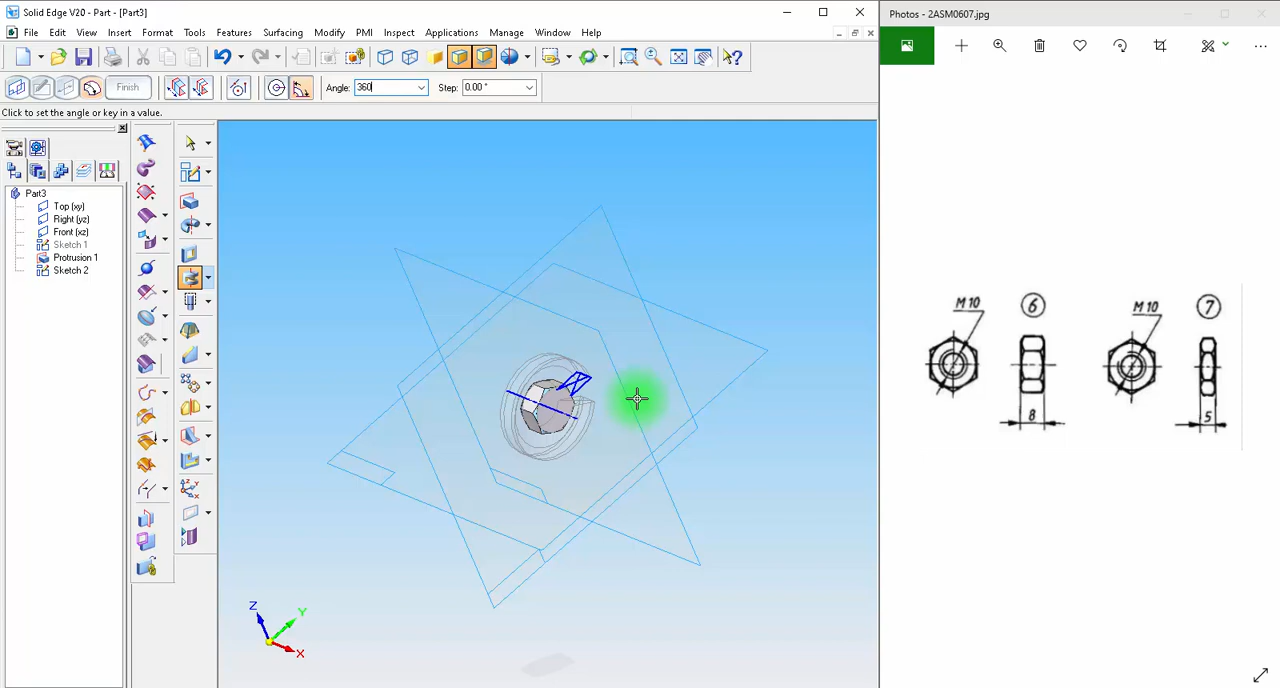 Solid Edge V20 - Part - [Part3]
File Edit View Insert Format Tools Features Surfacing Modify PMI Inspect Applications Manage Window Help
Finish
Angle: 360
Step: 0.00 °
Click to set the angle or key in a value.
Part3
Top (xy)
Right (yz)
Front (xz)
Sketch 1
Protrusion 1
Sketch 2
Z
Y
X
Photos - 2ASM0607.jpg
M10
6
M10
7
8
5